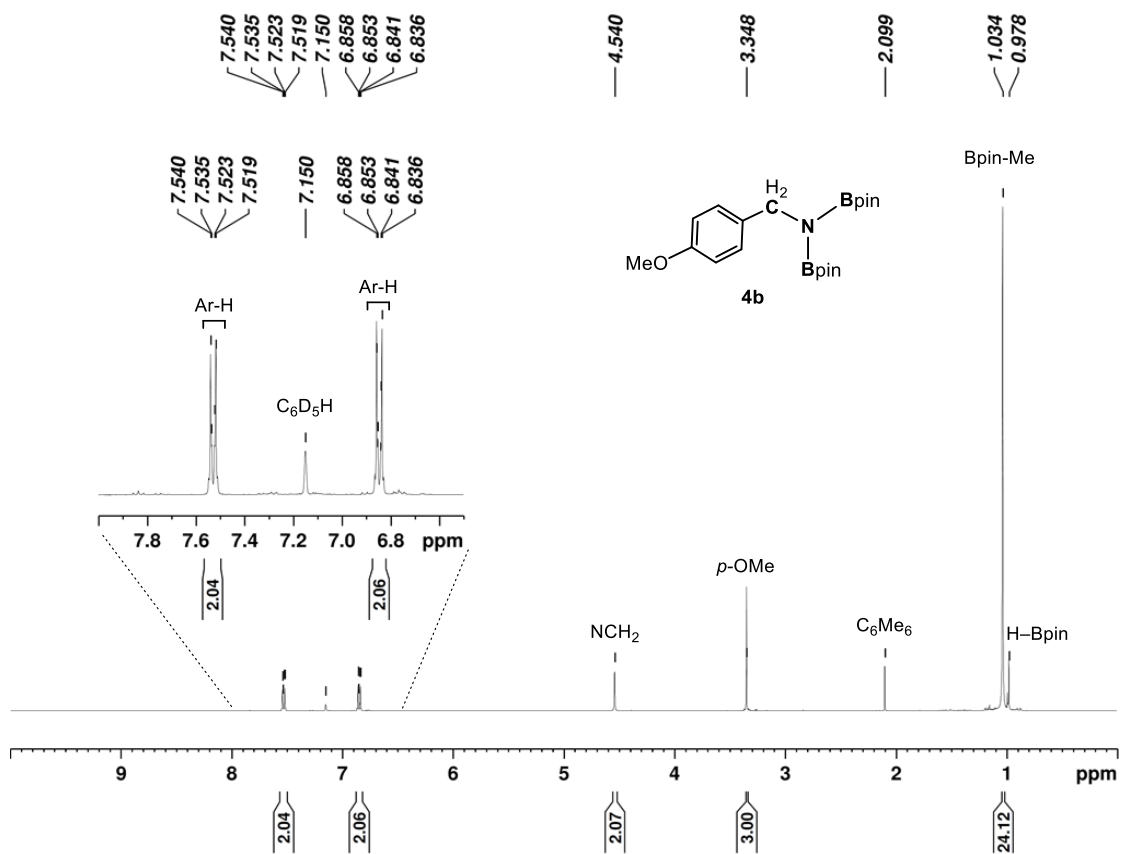 7.540 7.535 7.523 7.519 7.150 6.858 6.853 6.841 6.836 4.540 3.348 2.099 1.034 0.978
7.540 7.535 7.523 7.519 7.150 6.858 6.853 6.841 6.836
Bpin-Me
H₂
C Bpin
N
MeO Bpin
4b
Ar-H Ar-H
C₆D₅H
7.8 7.6 7.4 7.2 7.0 6.8 ppm
2.04 2.06
p-OMe
NCH₂ C₆Me₆ H–Bpin
9 8 7 6 5 4 3 2 1 ppm
2.04 2.06 2.07 3.00 24.12